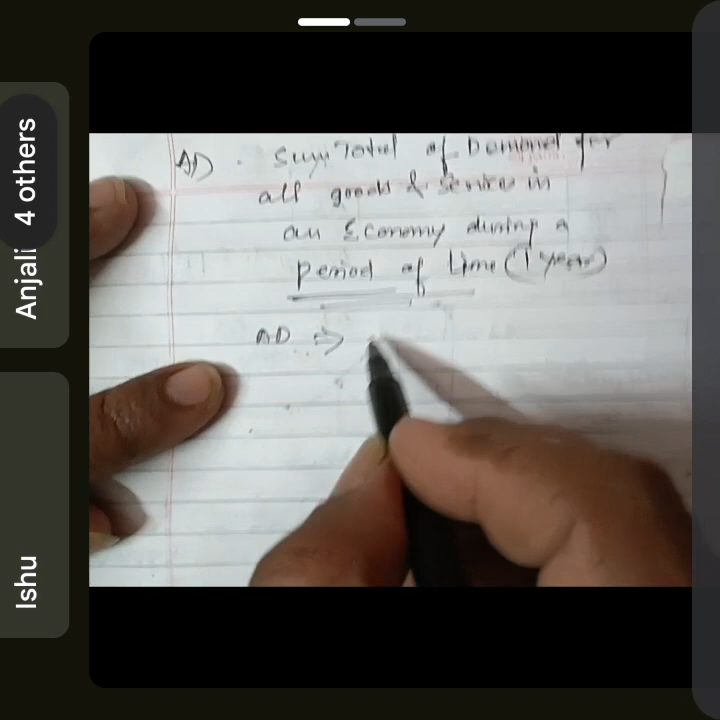 AD . Sum Total of Demand for
all goods & service in
an Economy during a
period of time (1 year)
AD ⇒
Anjali 4 others
Ishu